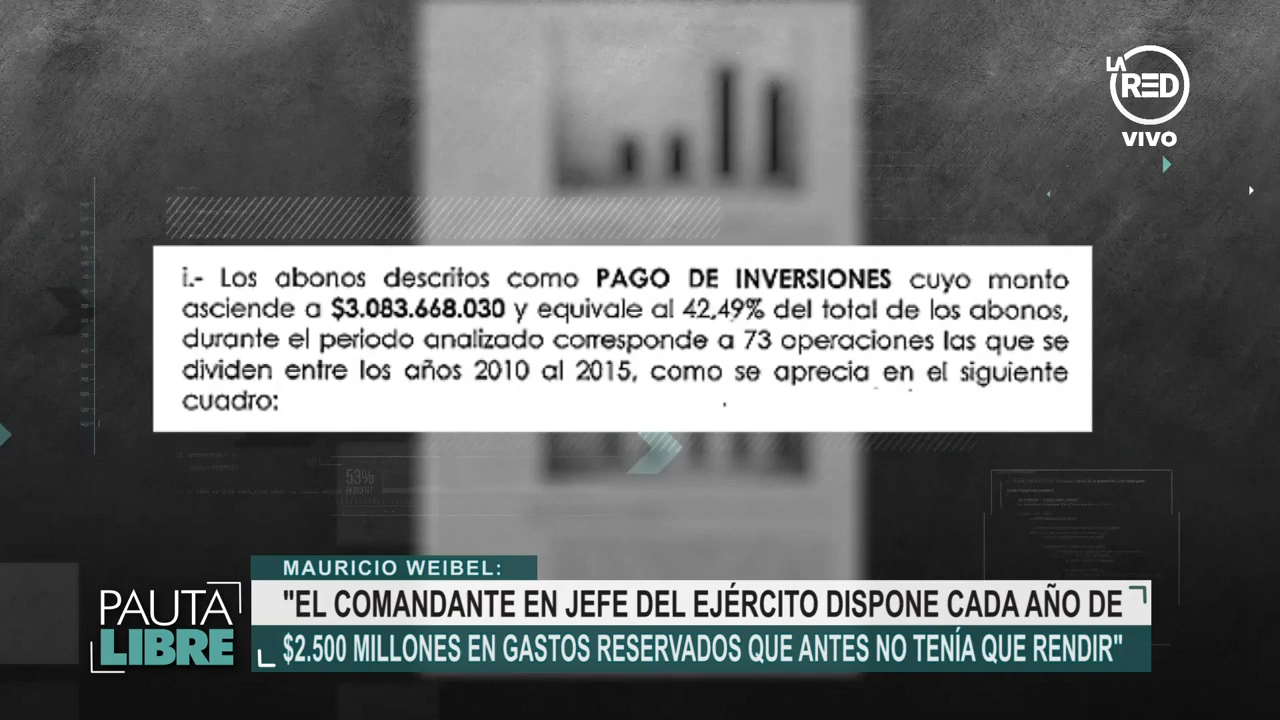 LA
RED
VIVO
i.- Los abonos descritos como PAGO DE INVERSIONES cuyo monto
asciende a $3.083.668.030 y equivale al 42,49% del total de los abonos,
durante el periodo analizado corresponde a 73 operaciones las que se
dividen entre los años 2010 al 2015, como se aprecia en el siguiente
cuadro:
53%
PERCENT
MAURICIO WEIBEL:
"EL COMANDANTE EN JEFE DEL EJÉRCITO DISPONE CADA AÑO DE
$2.500 MILLONES EN GASTOS RESERVADOS QUE ANTES NO TENÍA QUE RENDIR"
PAUTA
LIBRE